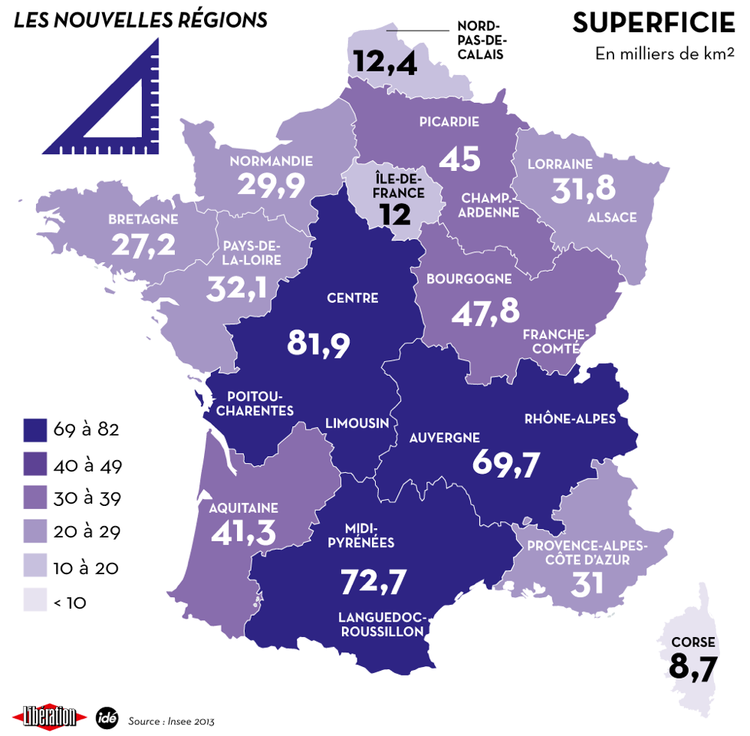 LES NOUVELLES RÉGIONS
SUPERFICIE
En milliers de km²
NORD-
PAS-DE-
CALAIS
12,4
PICARDIE
45
CHAMP.-
ARDENNE
NORMANDIE
29,9
ÎLE-DE-
FRANCE
12
LORRAINE
31,8
ALSACE
BRETAGNE
27,2
PAYS-DE-
LA-LOIRE
32,1
CENTRE
81,9
POITOU-
CHARENTES
LIMOUSIN
BOURGOGNE
47,8
FRANCHE-
COMTÉ
AUVERGNE
RHÔNE-ALPES
69,7
AQUITAINE
41,3
MIDI-
PYRÉNÉES
72,7
LANGUEDOC-
ROUSSILLON
PROVENCE-ALPES-
CÔTE D'AZUR
31
CORSE
8,7
69 à 82
40 à 49
30 à 39
20 à 29
10 à 20
< 10
Libération
idé
Source : Insee 2013